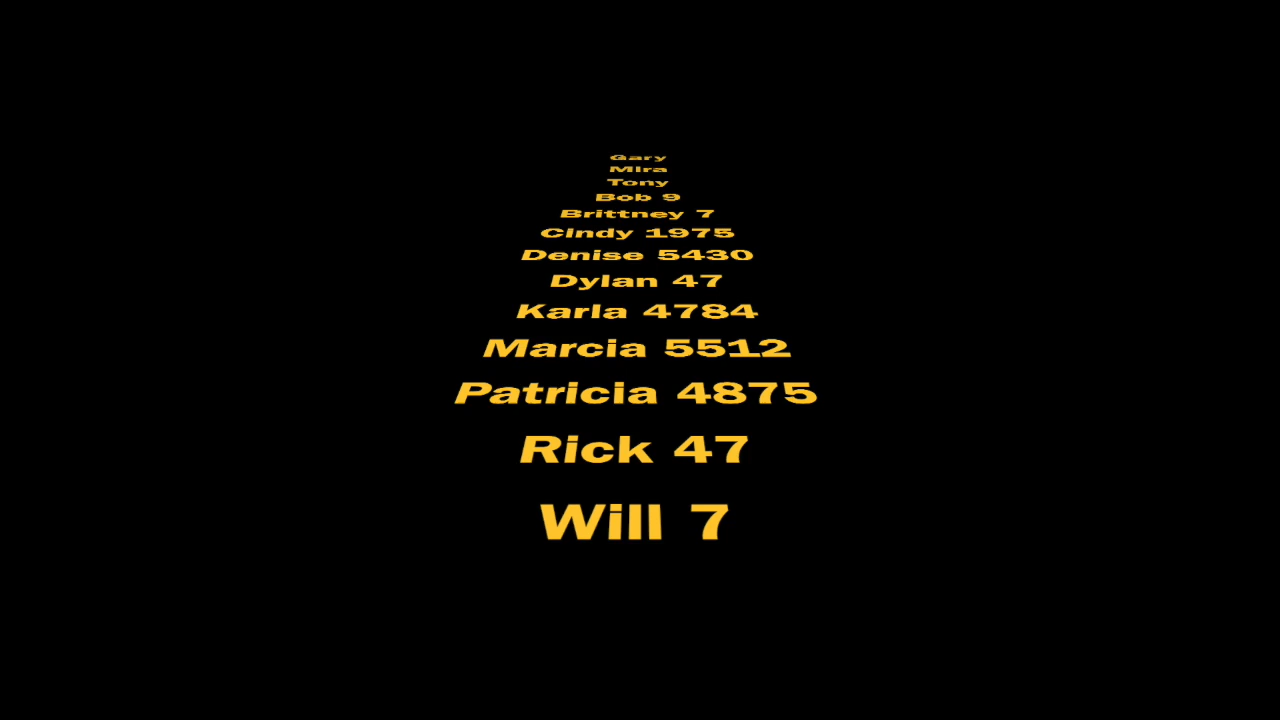 Gary
Mira
Tony
Bob 9
Brittney 7
Cindy 1975
Denise 5430
Dylan 47
Karla 4784
Marcia 5512
Patricia 4875
Rick 47
Will 7